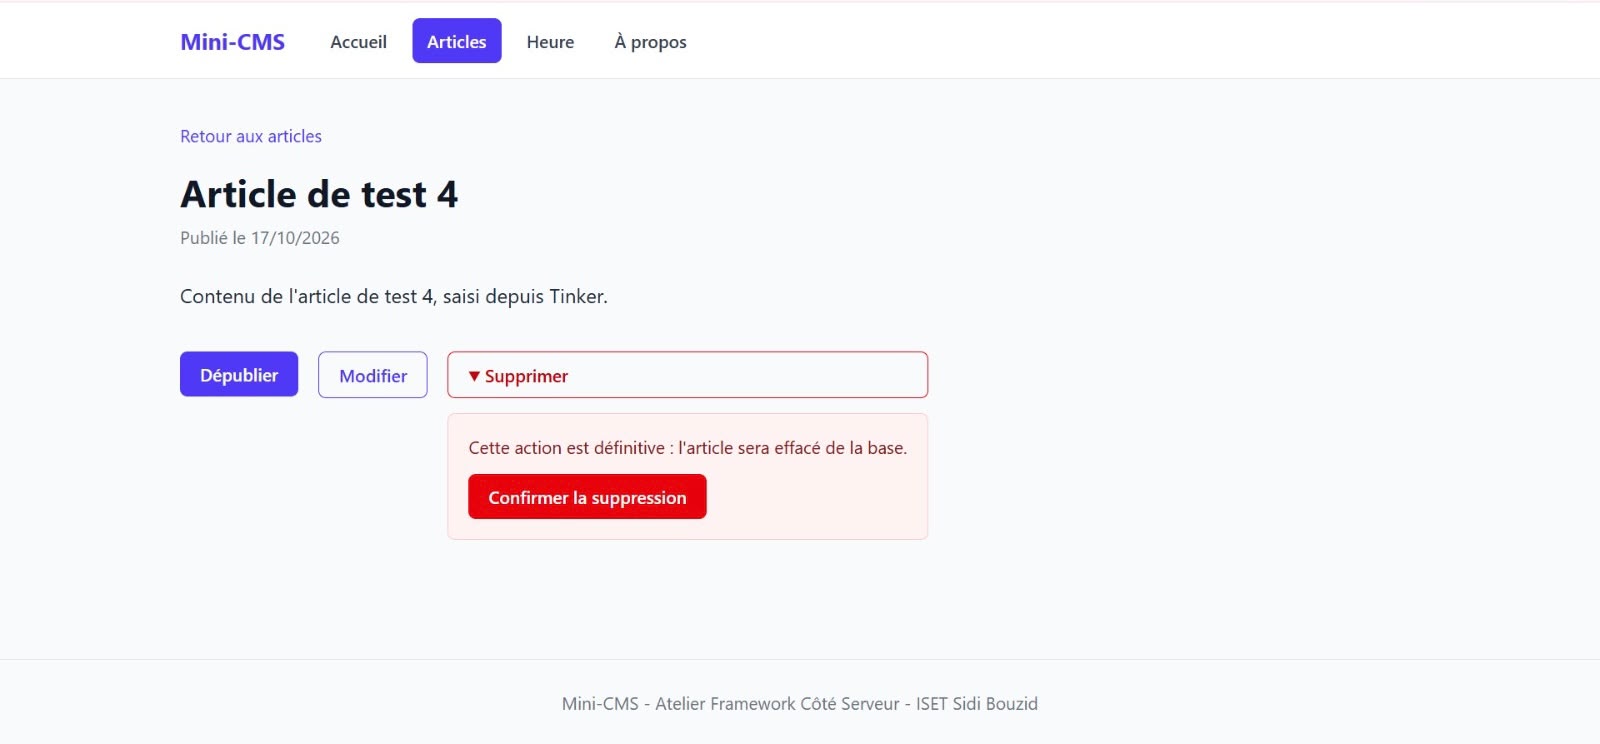 Mini-CMS Accueil Articles Heure À propos
Retour aux articles
Article de test 4
Publié le 17/10/2026
Contenu de l'article de test 4, saisi depuis Tinker.
Dépublier Modifier ▼ Supprimer
Cette action est définitive : l'article sera effacé de la base.
Confirmer la suppression
Mini-CMS - Atelier Framework Côté Serveur - ISET Sidi Bouzid